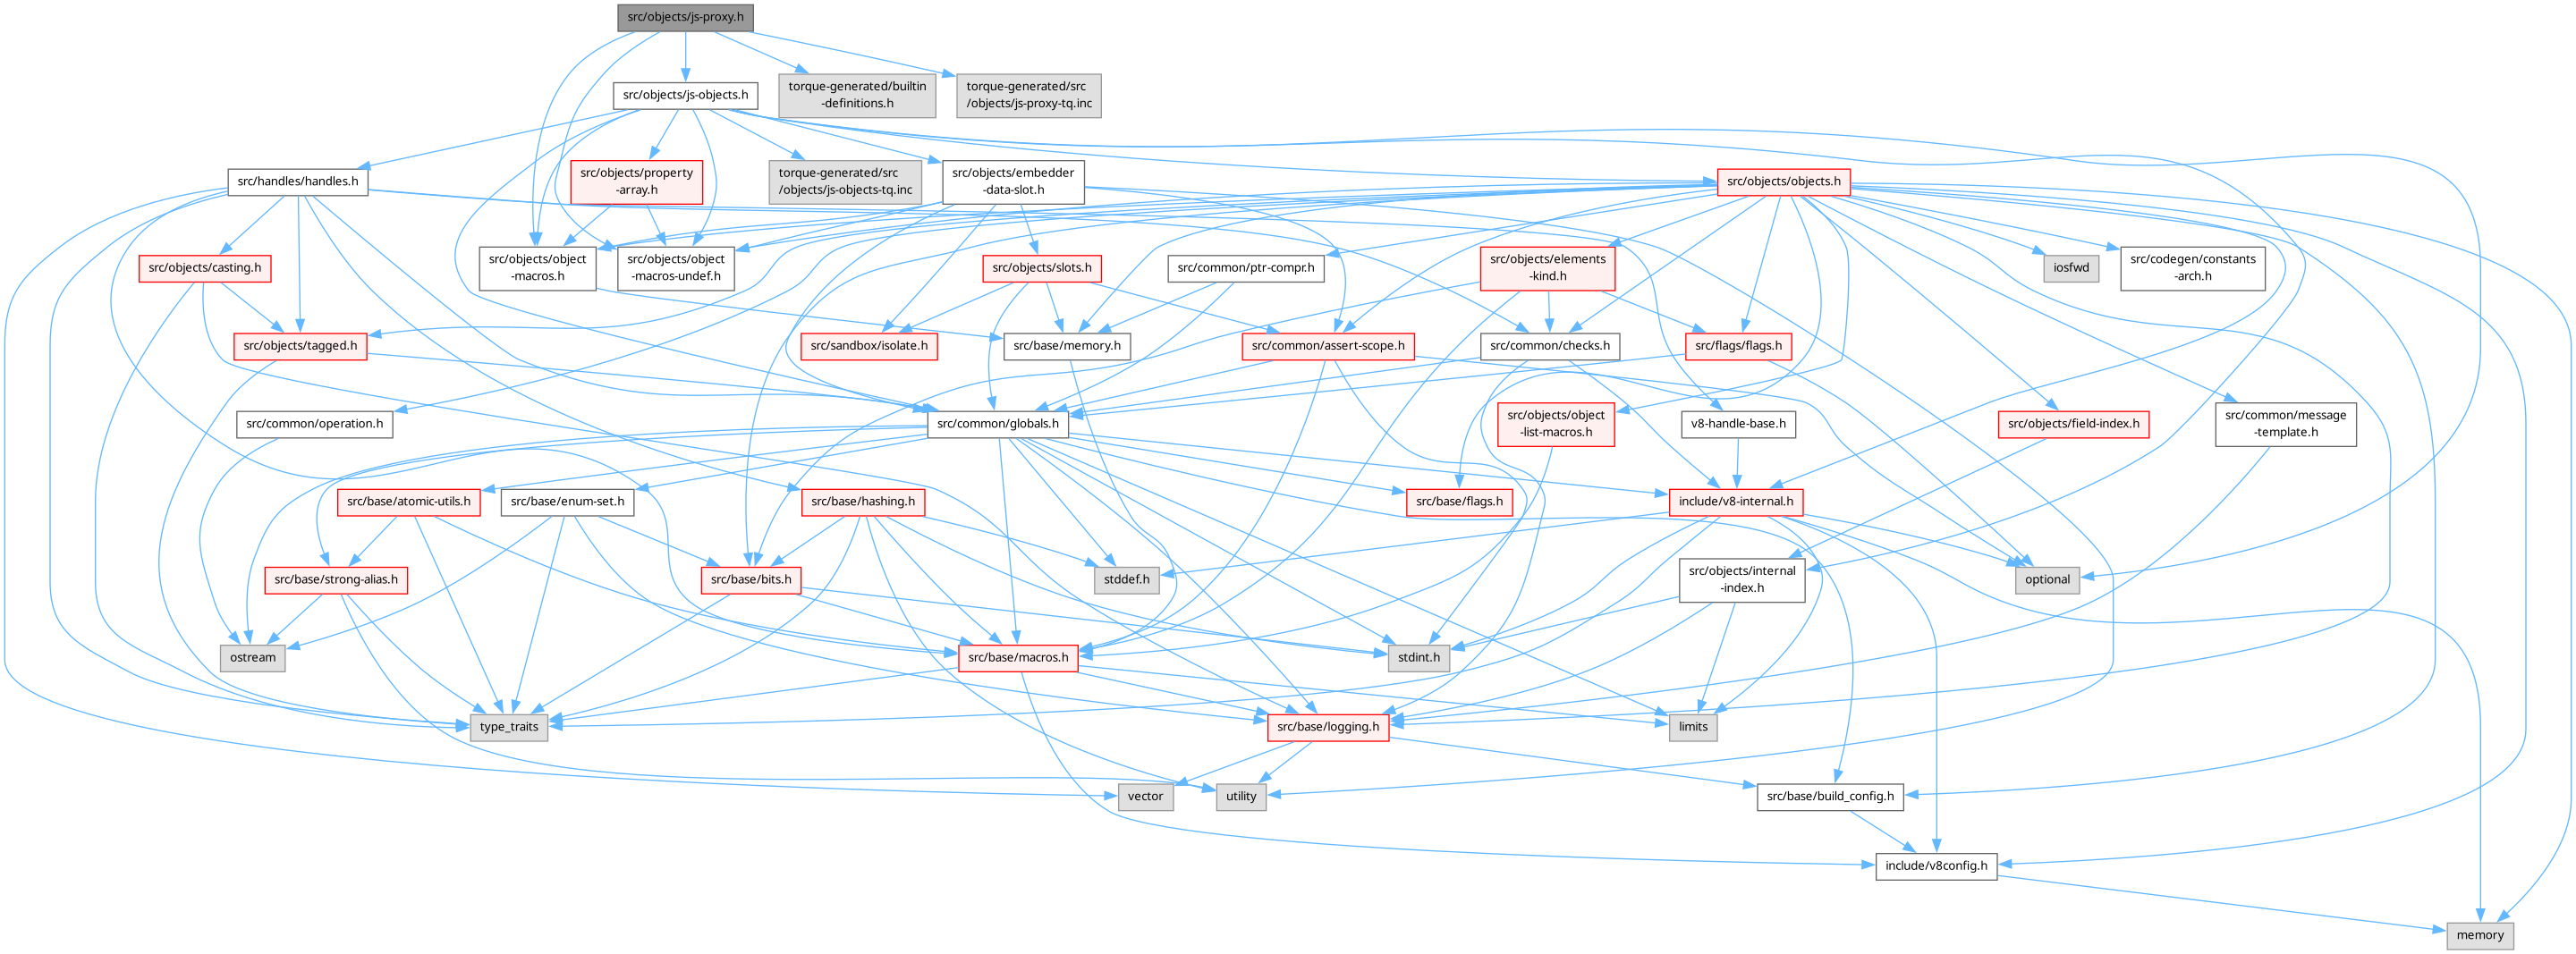 src/objects/js-proxy.h
src/objects/js-objects.h
torque-generated/builtin
-definitions.h
torque-generated/src
/objects/js-proxy-tq.inc
src/handles/handles.h
src/objects/property
-array.h
torque-generated/src
/objects/js-objects-tq.inc
src/objects/embedder
-data-slot.h
src/objects/objects.h
src/objects/casting.h
src/objects/object
-macros.h
src/objects/object
-macros-undef.h
src/objects/slots.h
src/common/ptr-compr.h
src/objects/elements
-kind.h
iosfwd
src/codegen/constants
-arch.h
src/objects/tagged.h
src/sandbox/isolate.h
src/base/memory.h
src/common/assert-scope.h
src/common/checks.h
src/flags/flags.h
src/common/operation.h
src/common/globals.h
src/objects/object
-list-macros.h
v8-handle-base.h
src/objects/field-index.h
src/common/message
-template.h
src/base/atomic-utils.h
src/base/enum-set.h
src/base/hashing.h
src/base/flags.h
include/v8-internal.h
src/base/strong-alias.h
src/base/bits.h
stddef.h
src/objects/internal
-index.h
optional
ostream
src/base/macros.h
stdint.h
type_traits
src/base/logging.h
limits
vector
utility
src/base/build_config.h
include/v8config.h
memory